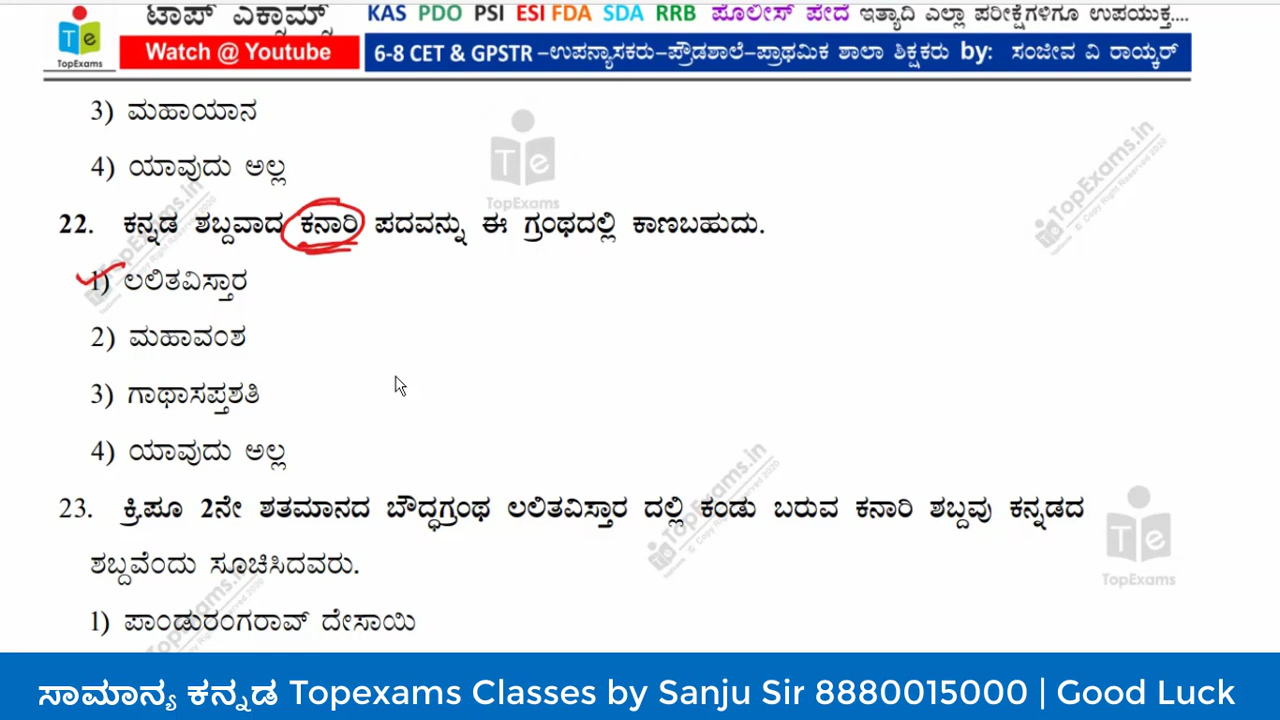 ಟಾಪ್ ಎಕ್ಸಾಮ್ಸ್
KAS PDO PSI ESI FDA SDA RRB ಪೊಲೀಸ್ ಪೇದೆ ಇತ್ಯಾದಿ ಎಲ್ಲಾ ಪರೀಕ್ಷೆಗಳಿಗೂ ಉಪಯುಕ್ತ....
Te
TopExams
Watch @ Youtube
6-8 CET & GPSTR –ಉಪನ್ಯಾಸಕರು–ಪ್ರೌಢಶಾಲೆ–ಪ್ರಾಥಮಿಕ ಶಾಲಾ ಶಿಕ್ಷಕರು by: ಸಂಜೀವ ವಿ ರಾಯ್ಕರ್
3) ಮಹಾಯಾನ
4) ಯಾವುದು ಅಲ್ಲ
22. ಕನ್ನಡ ಶಬ್ದವಾದ ಕನಾರಿ ಪದವನ್ನು ಈ ಗ್ರಂಥದಲ್ಲಿ ಕಾಣಬಹುದು.
1) ಲಲಿತವಿಸ್ತಾರ
2) ಮಹಾವಂಶ
3) ಗಾಥಾಸಪ್ತಶತಿ
4) ಯಾವುದು ಅಲ್ಲ
23. ಕ್ರಿ.ಪೂ 2ನೇ ಶತಮಾನದ ಬೌದ್ಧಗ್ರಂಥ ಲಲಿತವಿಸ್ತಾರ ದಲ್ಲಿ ಕಂಡು ಬರುವ ಕನಾರಿ ಶಬ್ದವು ಕನ್ನಡದ
ಶಬ್ದವೆಂದು ಸೂಚಿಸಿದವರು.
1) ಪಾಂಡುರಂಗರಾವ್ ದೇಸಾಯಿ
ಸಾಮಾನ್ಯ ಕನ್ನಡ Topexams Classes by Sanju Sir 8880015000 | Good Luck